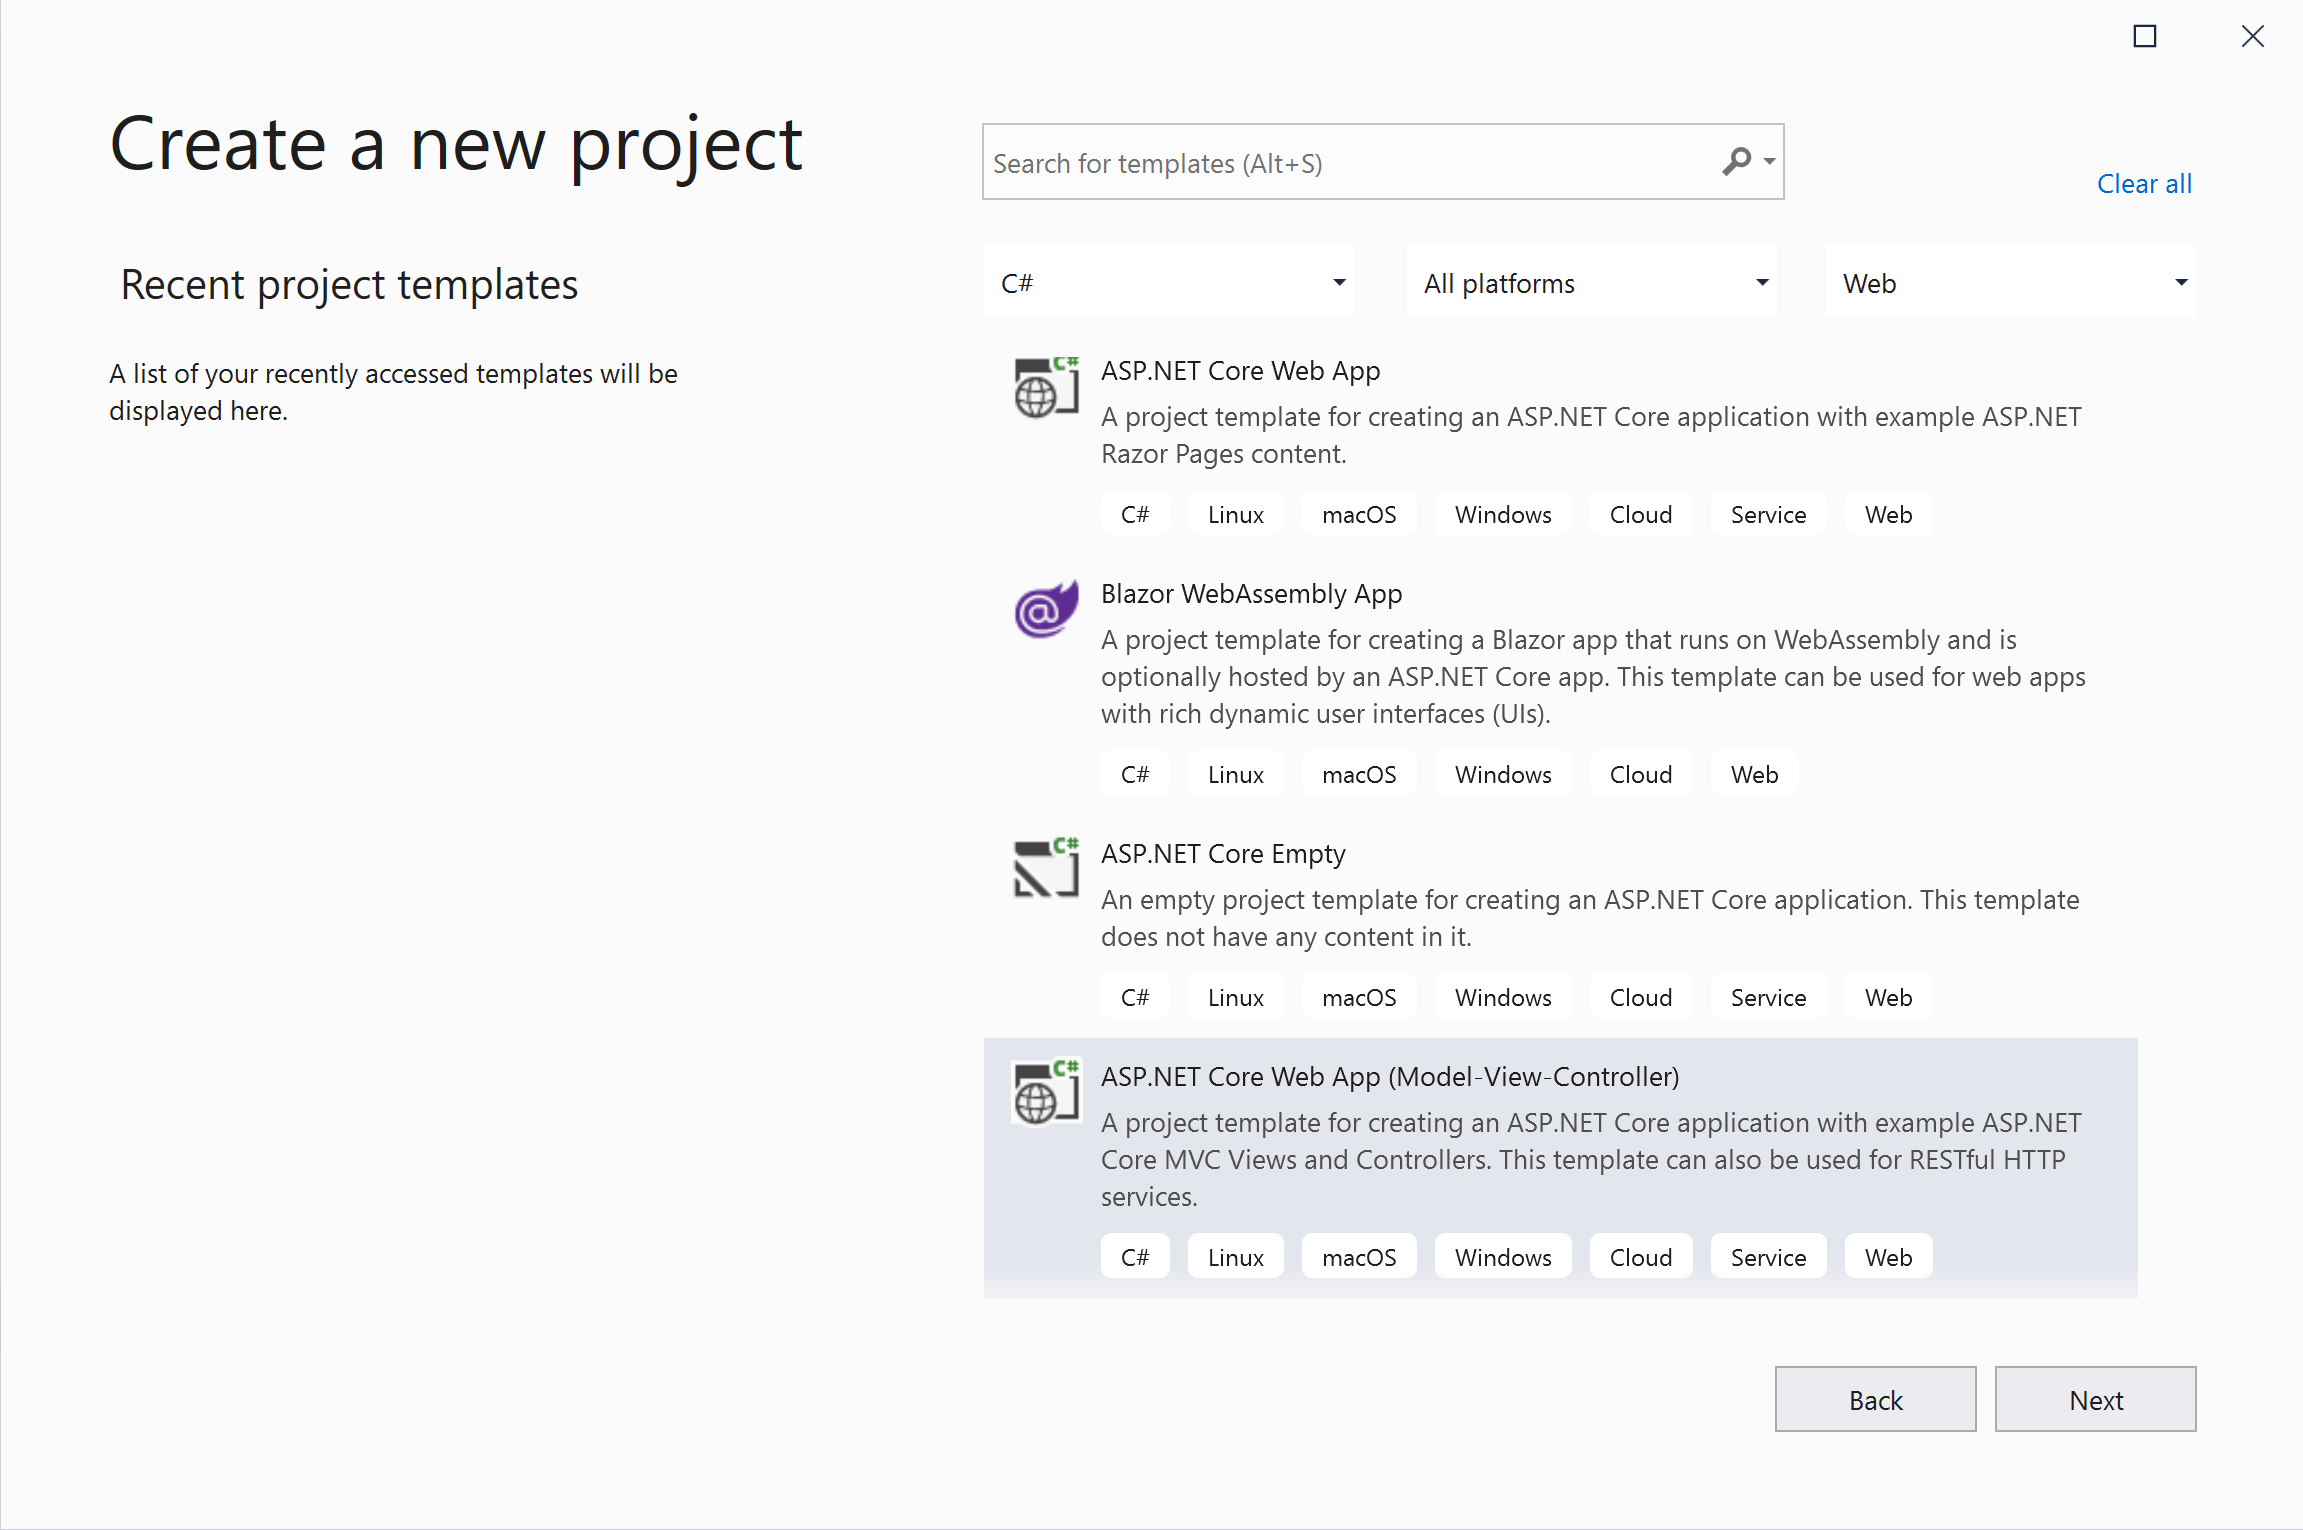 Create a new project
Search for templates (Alt+S)
Clear all
Recent project templates
A list of your recently accessed templates will be
displayed here.
C#
All platforms
Web
C#
ASP.NET Core Web App
A project template for creating an ASP.NET Core application with example ASP.NET
Razor Pages content.
C# Linux macOS Windows Cloud Service Web
@
Blazor WebAssembly App
A project template for creating a Blazor app that runs on WebAssembly and is
optionally hosted by an ASP.NET Core app. This template can be used for web apps
with rich dynamic user interfaces (UIs).
C# Linux macOS Windows Cloud Web
C#
ASP.NET Core Empty
An empty project template for creating an ASP.NET Core application. This template
does not have any content in it.
C# Linux macOS Windows Cloud Service Web
C#
ASP.NET Core Web App (Model-View-Controller)
A project template for creating an ASP.NET Core application with example ASP.NET
Core MVC Views and Controllers. This template can also be used for RESTful HTTP
services.
C# Linux macOS Windows Cloud Service Web
Back
Next